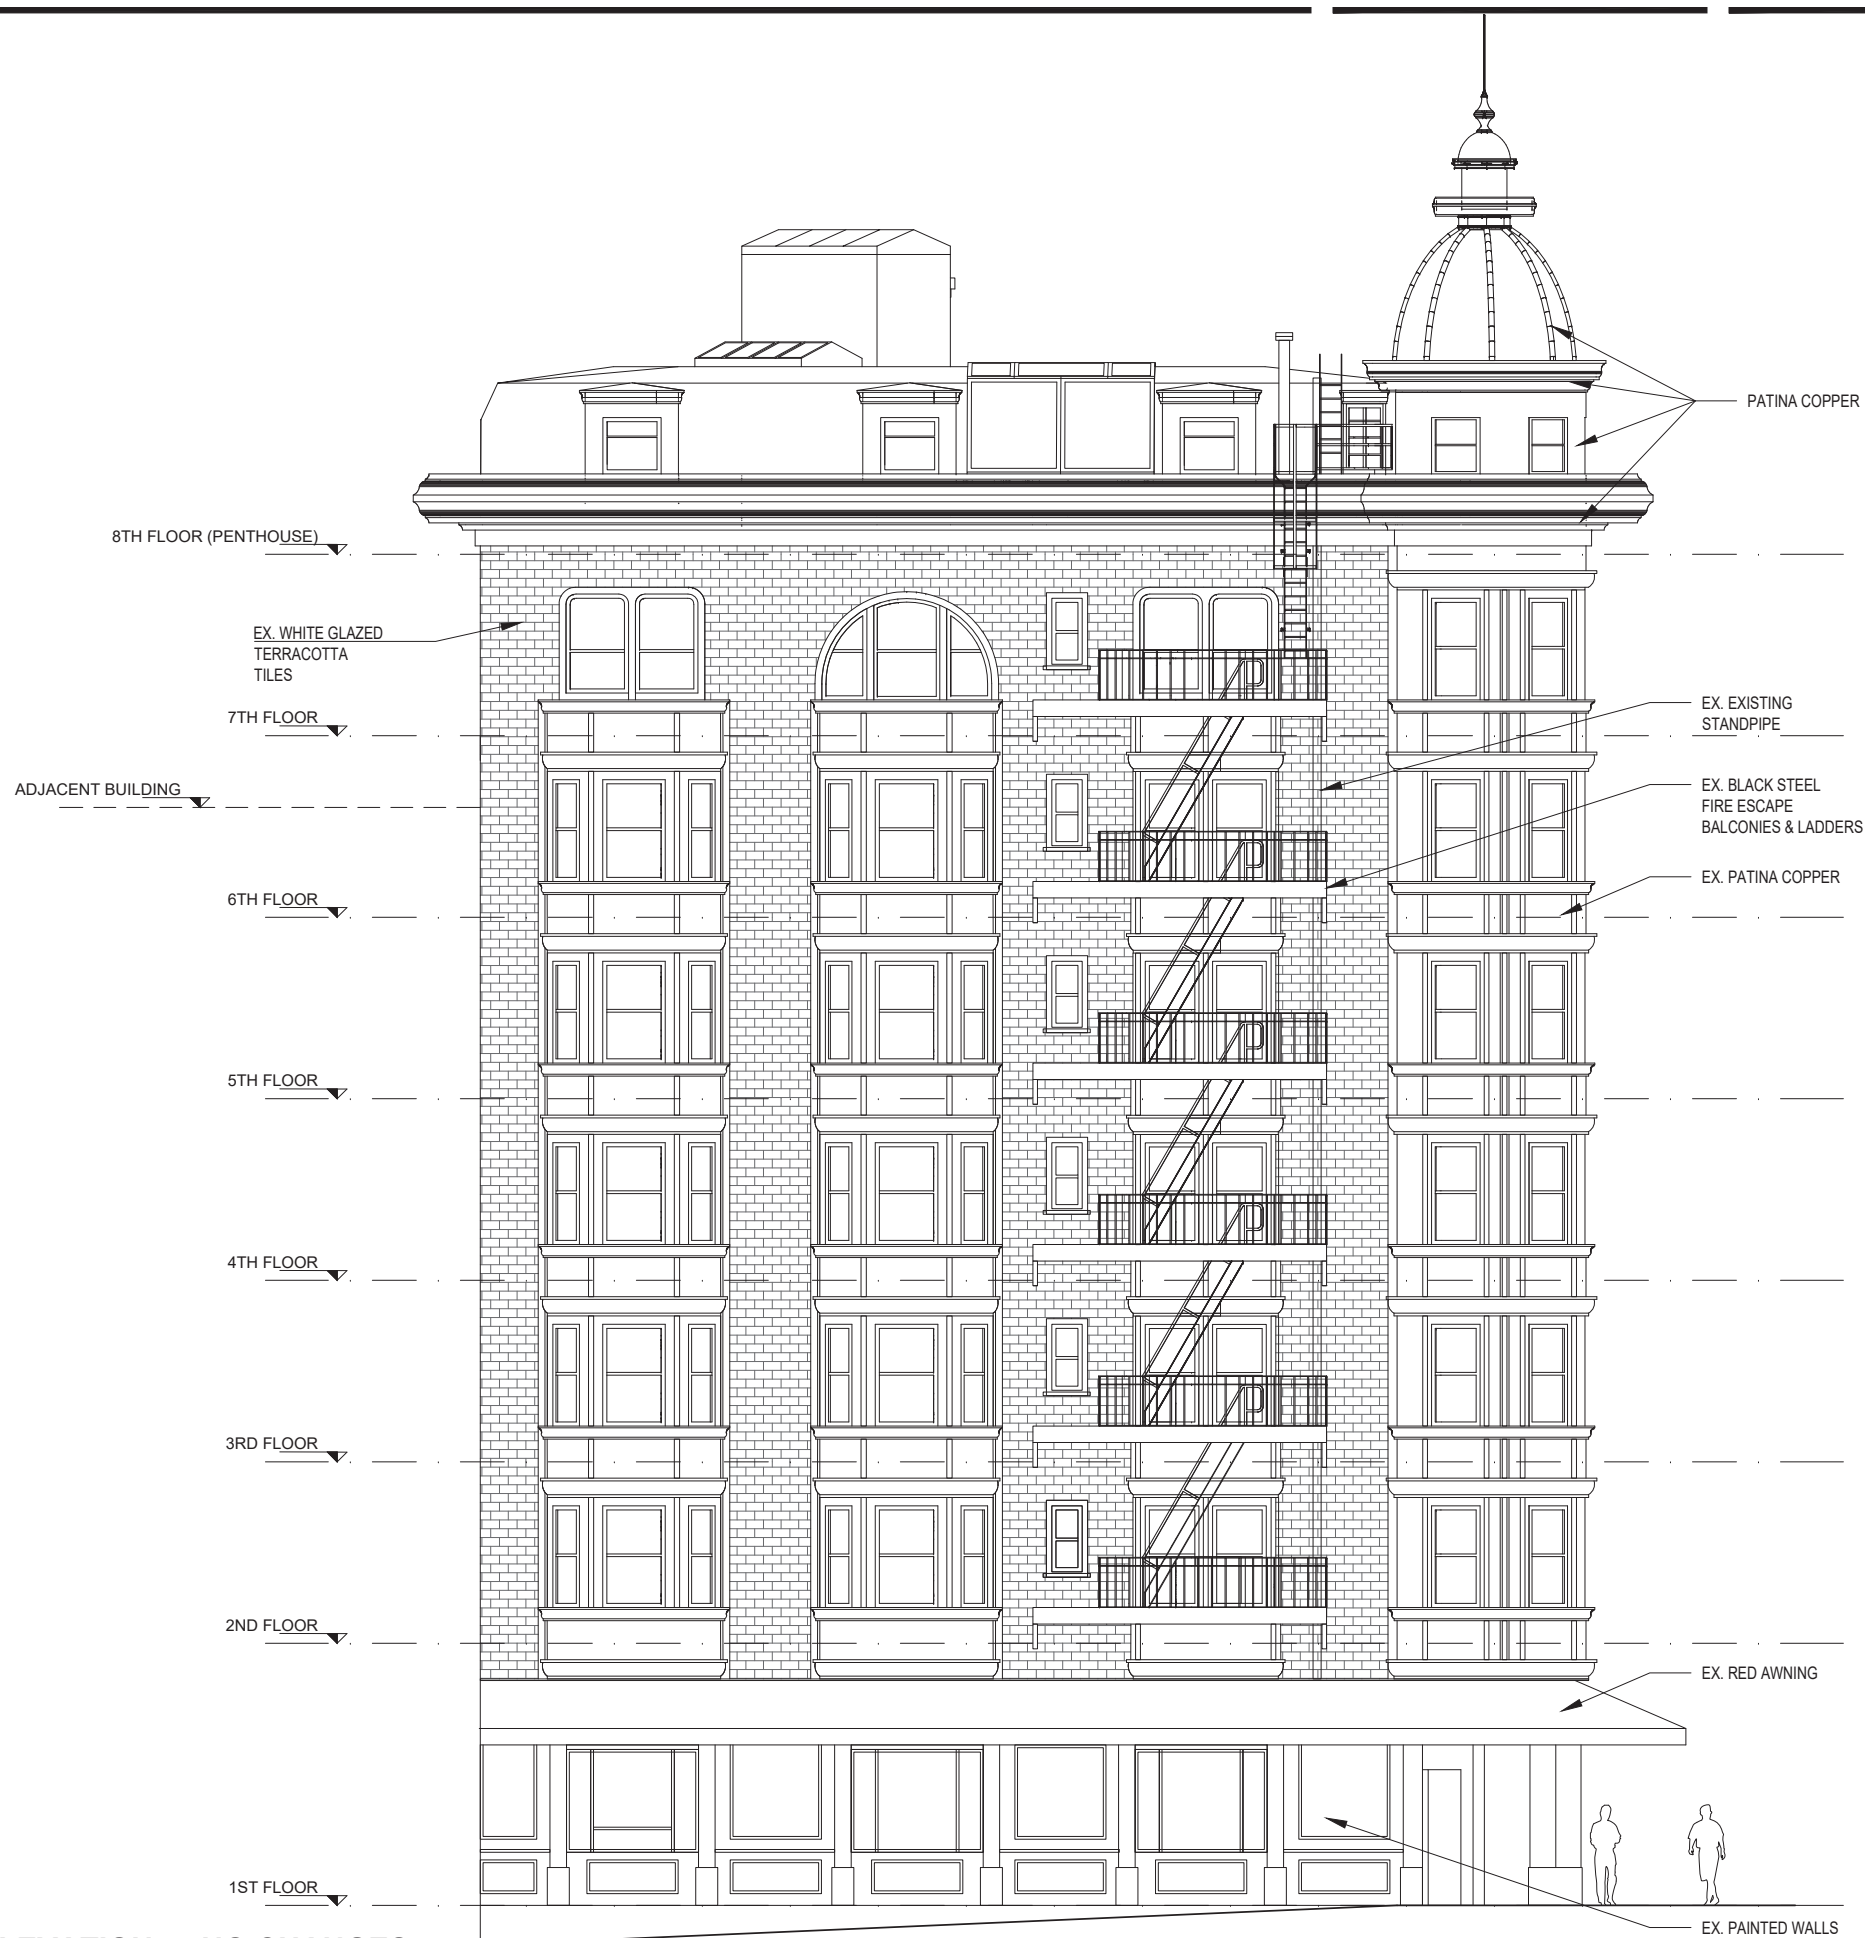 PATINA COPPER
8TH FLOOR (PENTHOUSE)
EX. WHITE GLAZED
TERRACOTTA
TILES
7TH FLOOR
EX. EXISTING
STANDPIPE
ADJACENT BUILDING
EX. BLACK STEEL
FIRE ESCAPE
BALCONIES & LADDERS
6TH FLOOR
EX. PATINA COPPER
5TH FLOOR
4TH FLOOR
3RD FLOOR
2ND FLOOR
EX. RED AWNING
1ST FLOOR
EX. PAINTED WALLS